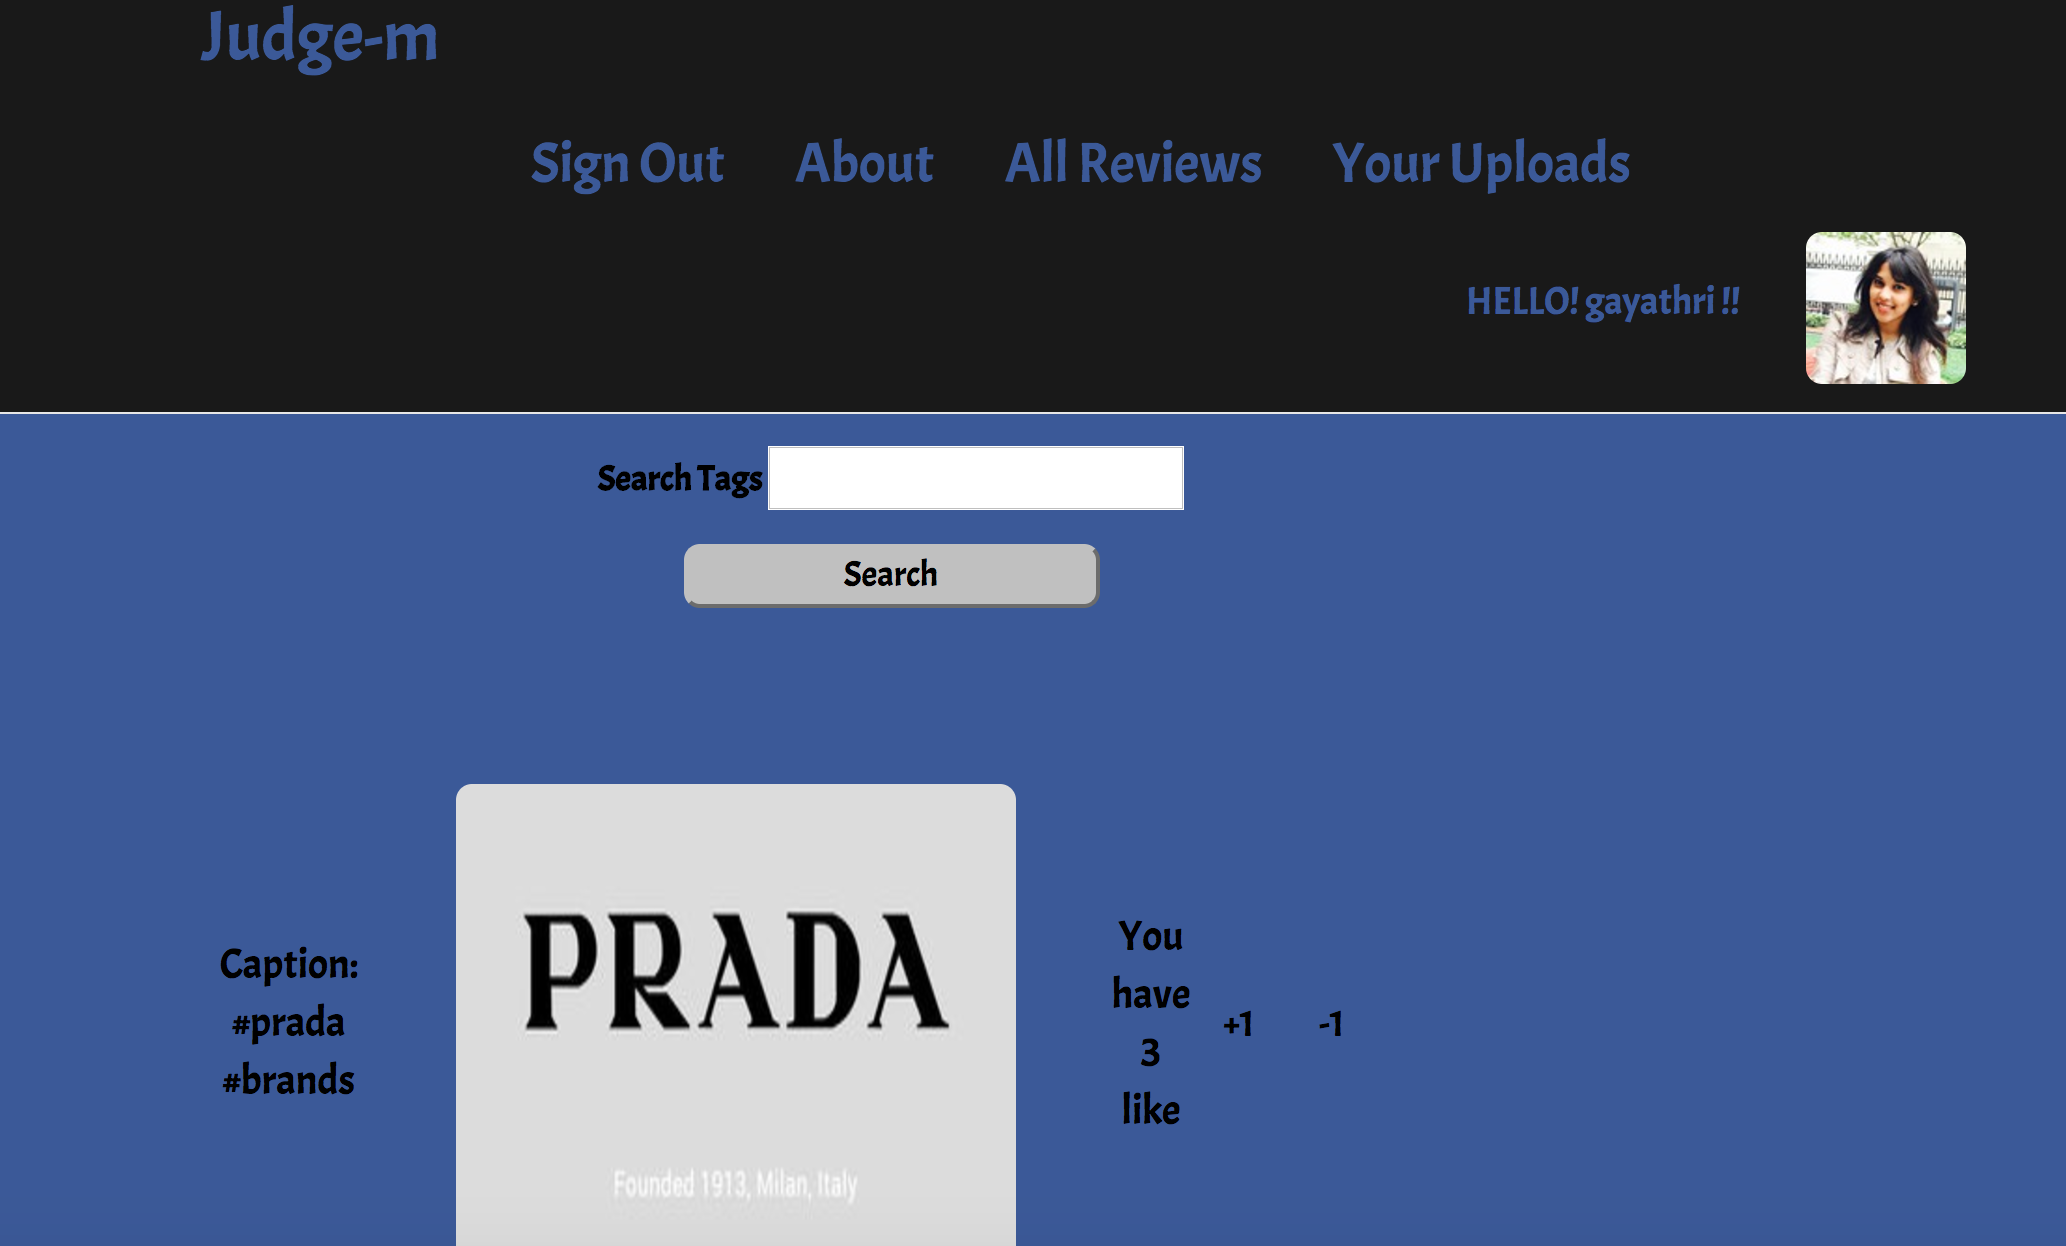 Judge-m
Sign Out About All Reviews Your Uploads
HELLO! gayathri !!
Search Tags
Search
Caption:
#prada
#brands
PRADA
Founded 1913, Milan, Italy
You
have
3
like
+1 -1